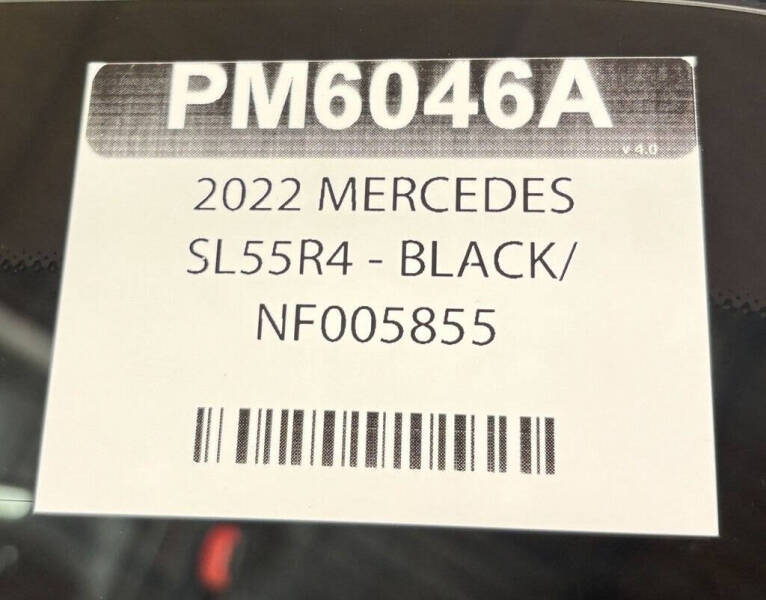 PM6046A
v 4.0
2022 MERCEDES
SL55R4 - BLACK/
NF005855